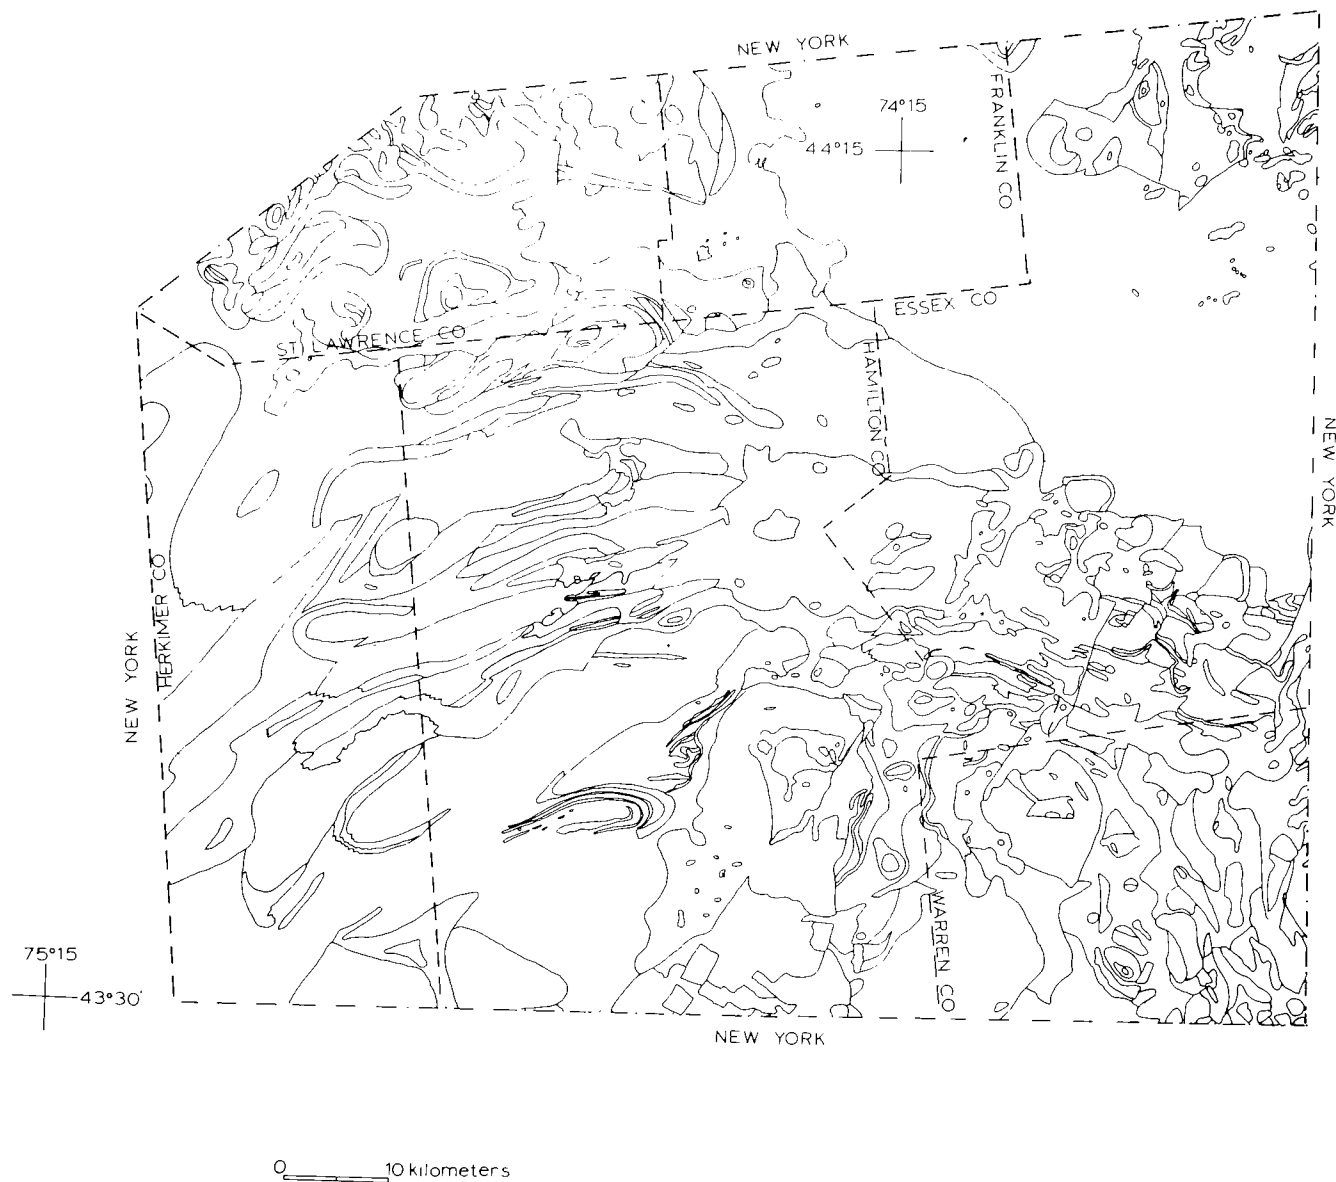 NEW YORK
74°15
44°15
FRANKLIN CO
ESSEX CO
ST. LAWRENCE CO
HAMILTON CO
NEW YORK
HERKIMER CO
NEW YORK
WARREN CO
75°15
43°30'
NEW YORK
0 10 kilometers